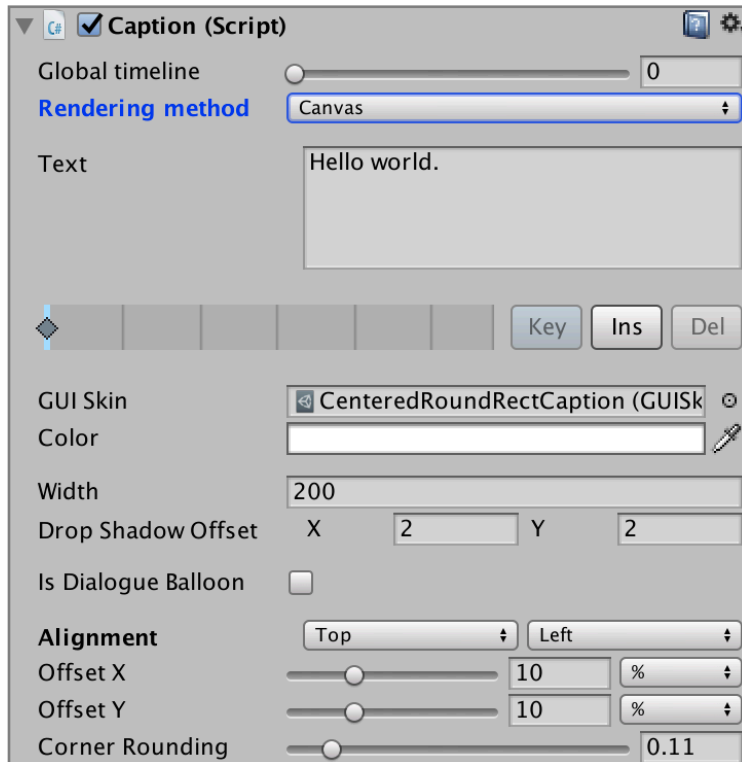 C# Caption (Script)
Global timeline 0
Rendering method Canvas
Text Hello world.
Key Ins Del
GUI Skin CenteredRoundRectCaption (GUISk
Color
Width 200
Drop Shadow Offset X 2 Y 2
Is Dialogue Balloon
Alignment Top Left
Offset X 10 %
Offset Y 10 %
Corner Rounding 0.11